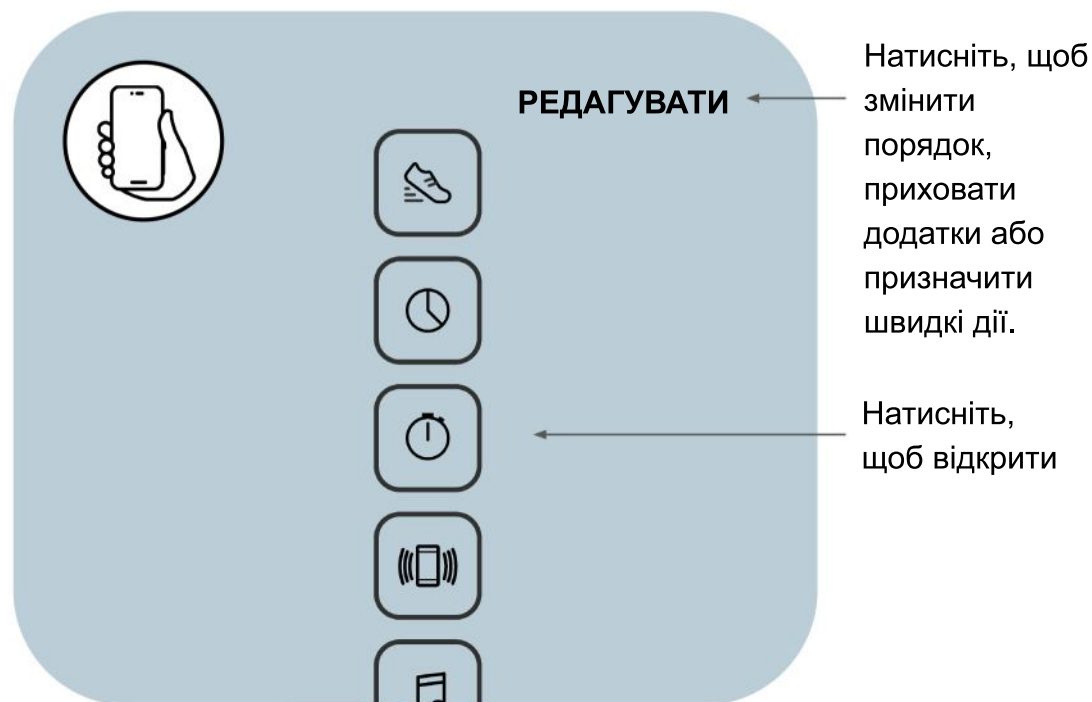 РЕДАГУВАТИ
Натисніть, щоб
змінити
порядок,
приховати
додатки або
призначити
швидкі дії.
Натисніть,
щоб відкрити